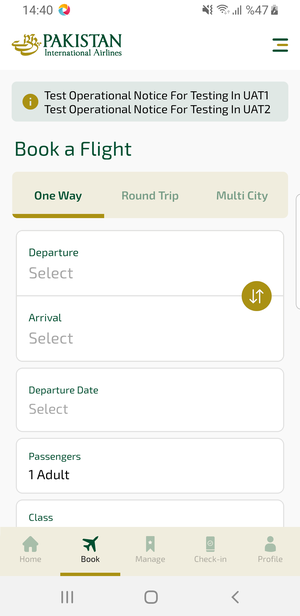 14:40
%47
PAKISTAN
International Airlines
Test Operational Notice For Testing In UAT1
Test Operational Notice For Testing In UAT2
Book a Flight
One Way
Round Trip
Multi City
Departure
Select
Arrival
Select
Departure Date
Select
Passengers
1 Adult
Class
Home
Book
Manage
Check-in
Profile